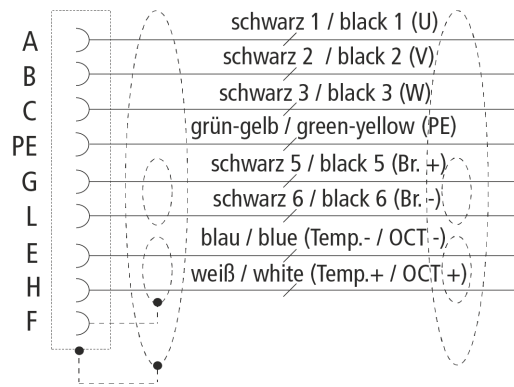 A schwarz 1 / black 1 (U)
B schwarz 2 / black 2 (V)
C schwarz 3 / black 3 (W)
PE grün-gelb / green-yellow (PE)
G schwarz 5 / black 5 (Br. +)
L schwarz 6 / black 6 (Br. -)
E blau / blue (Temp.- / OCT -)
H weiß / white (Temp.+ / OCT +)
F